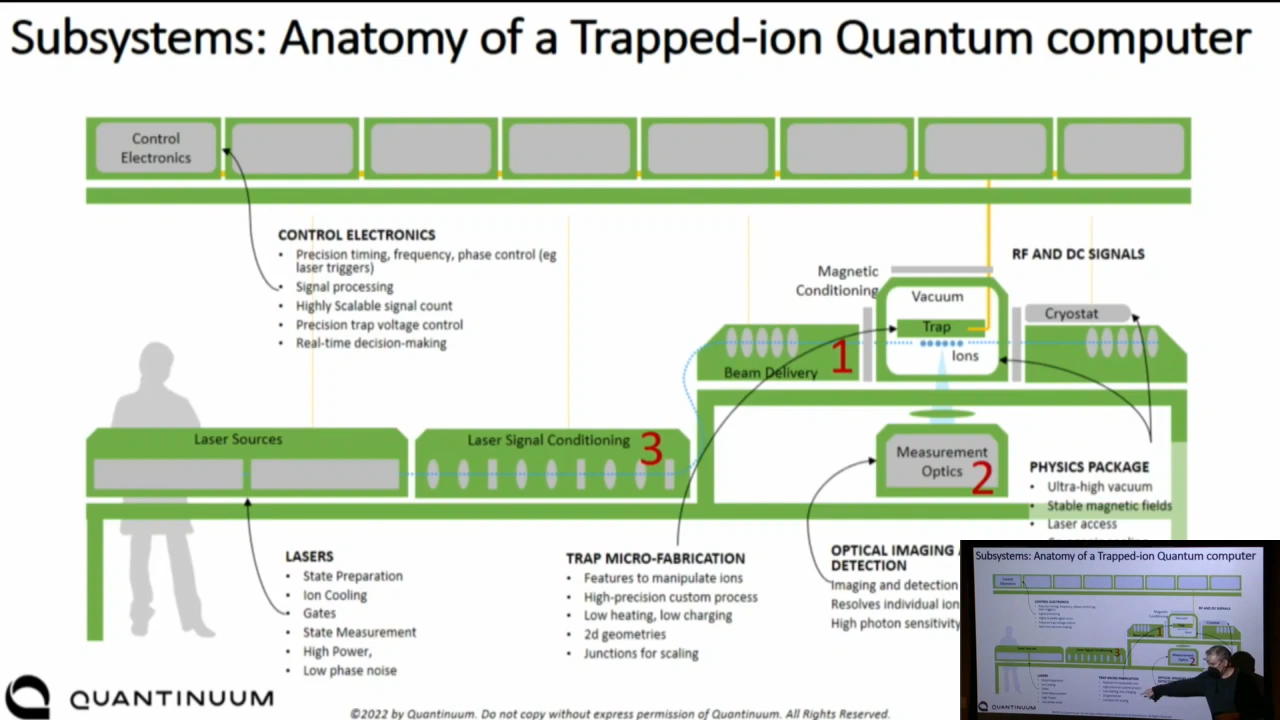 Subsystems: Anatomy of a Trapped-ion Quantum computer
Control
Electronics
CONTROL ELECTRONICS
• Precision timing, frequency, phase control (eg
laser triggers)
• Signal processing
• Highly Scalable signal count
• Precision trap voltage control
• Real-time decision-making
Magnetic
Conditioning
RF AND DC SIGNALS
Vacuum
Trap
Ions
Cryostat
Beam Delivery
1
Laser Sources
Laser Signal Conditioning
3
Measurement
Optics
2
PHYSICS PACKAGE
• Ultra-high vacuum
• Stable magnetic fields
• Laser access
LASERS
• State Preparation
• Ion Cooling
• Gates
• State Measurement
• High Power,
• Low phase noise
TRAP MICRO-FABRICATION
• Features to manipulate ions
• High-precision custom process
• Low heating, low charging
• 2d geometries
• Junctions for scaling
OPTICAL IMAGING
DETECTION
Imaging and detection
Resolves individual ion
High photon sensitivity
QUANTINUUM
©2022 by Quantinuum. Do not copy without express permission of Quantinuum. All Rights Reserved.
Subsystems: Anatomy of a Trapped-ion Quantum computer
1
3
2
QUANTINUUM